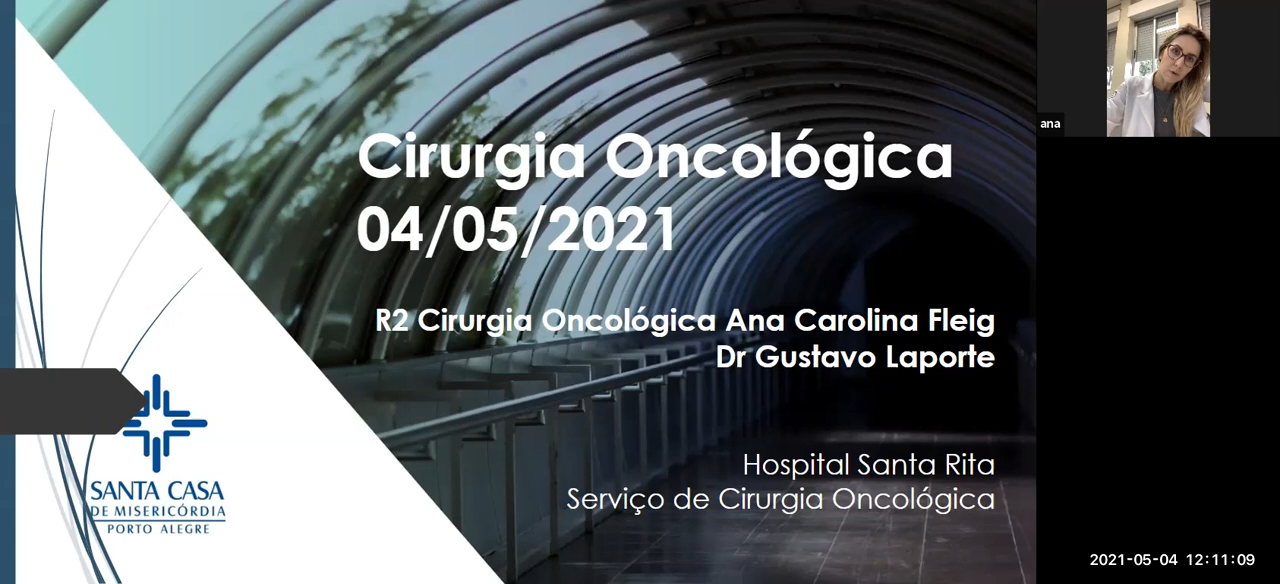 Cirurgia Oncológica
04/05/2021
R2 Cirurgia Oncológica Ana Carolina Fleig
Dr Gustavo Laporte
Hospital Santa Rita
Serviço de Cirurgia Oncológica
SANTA CASA
DE MISERICÓRDIA
PORTO ALEGRE
ana
2021-05-04 12:11:09